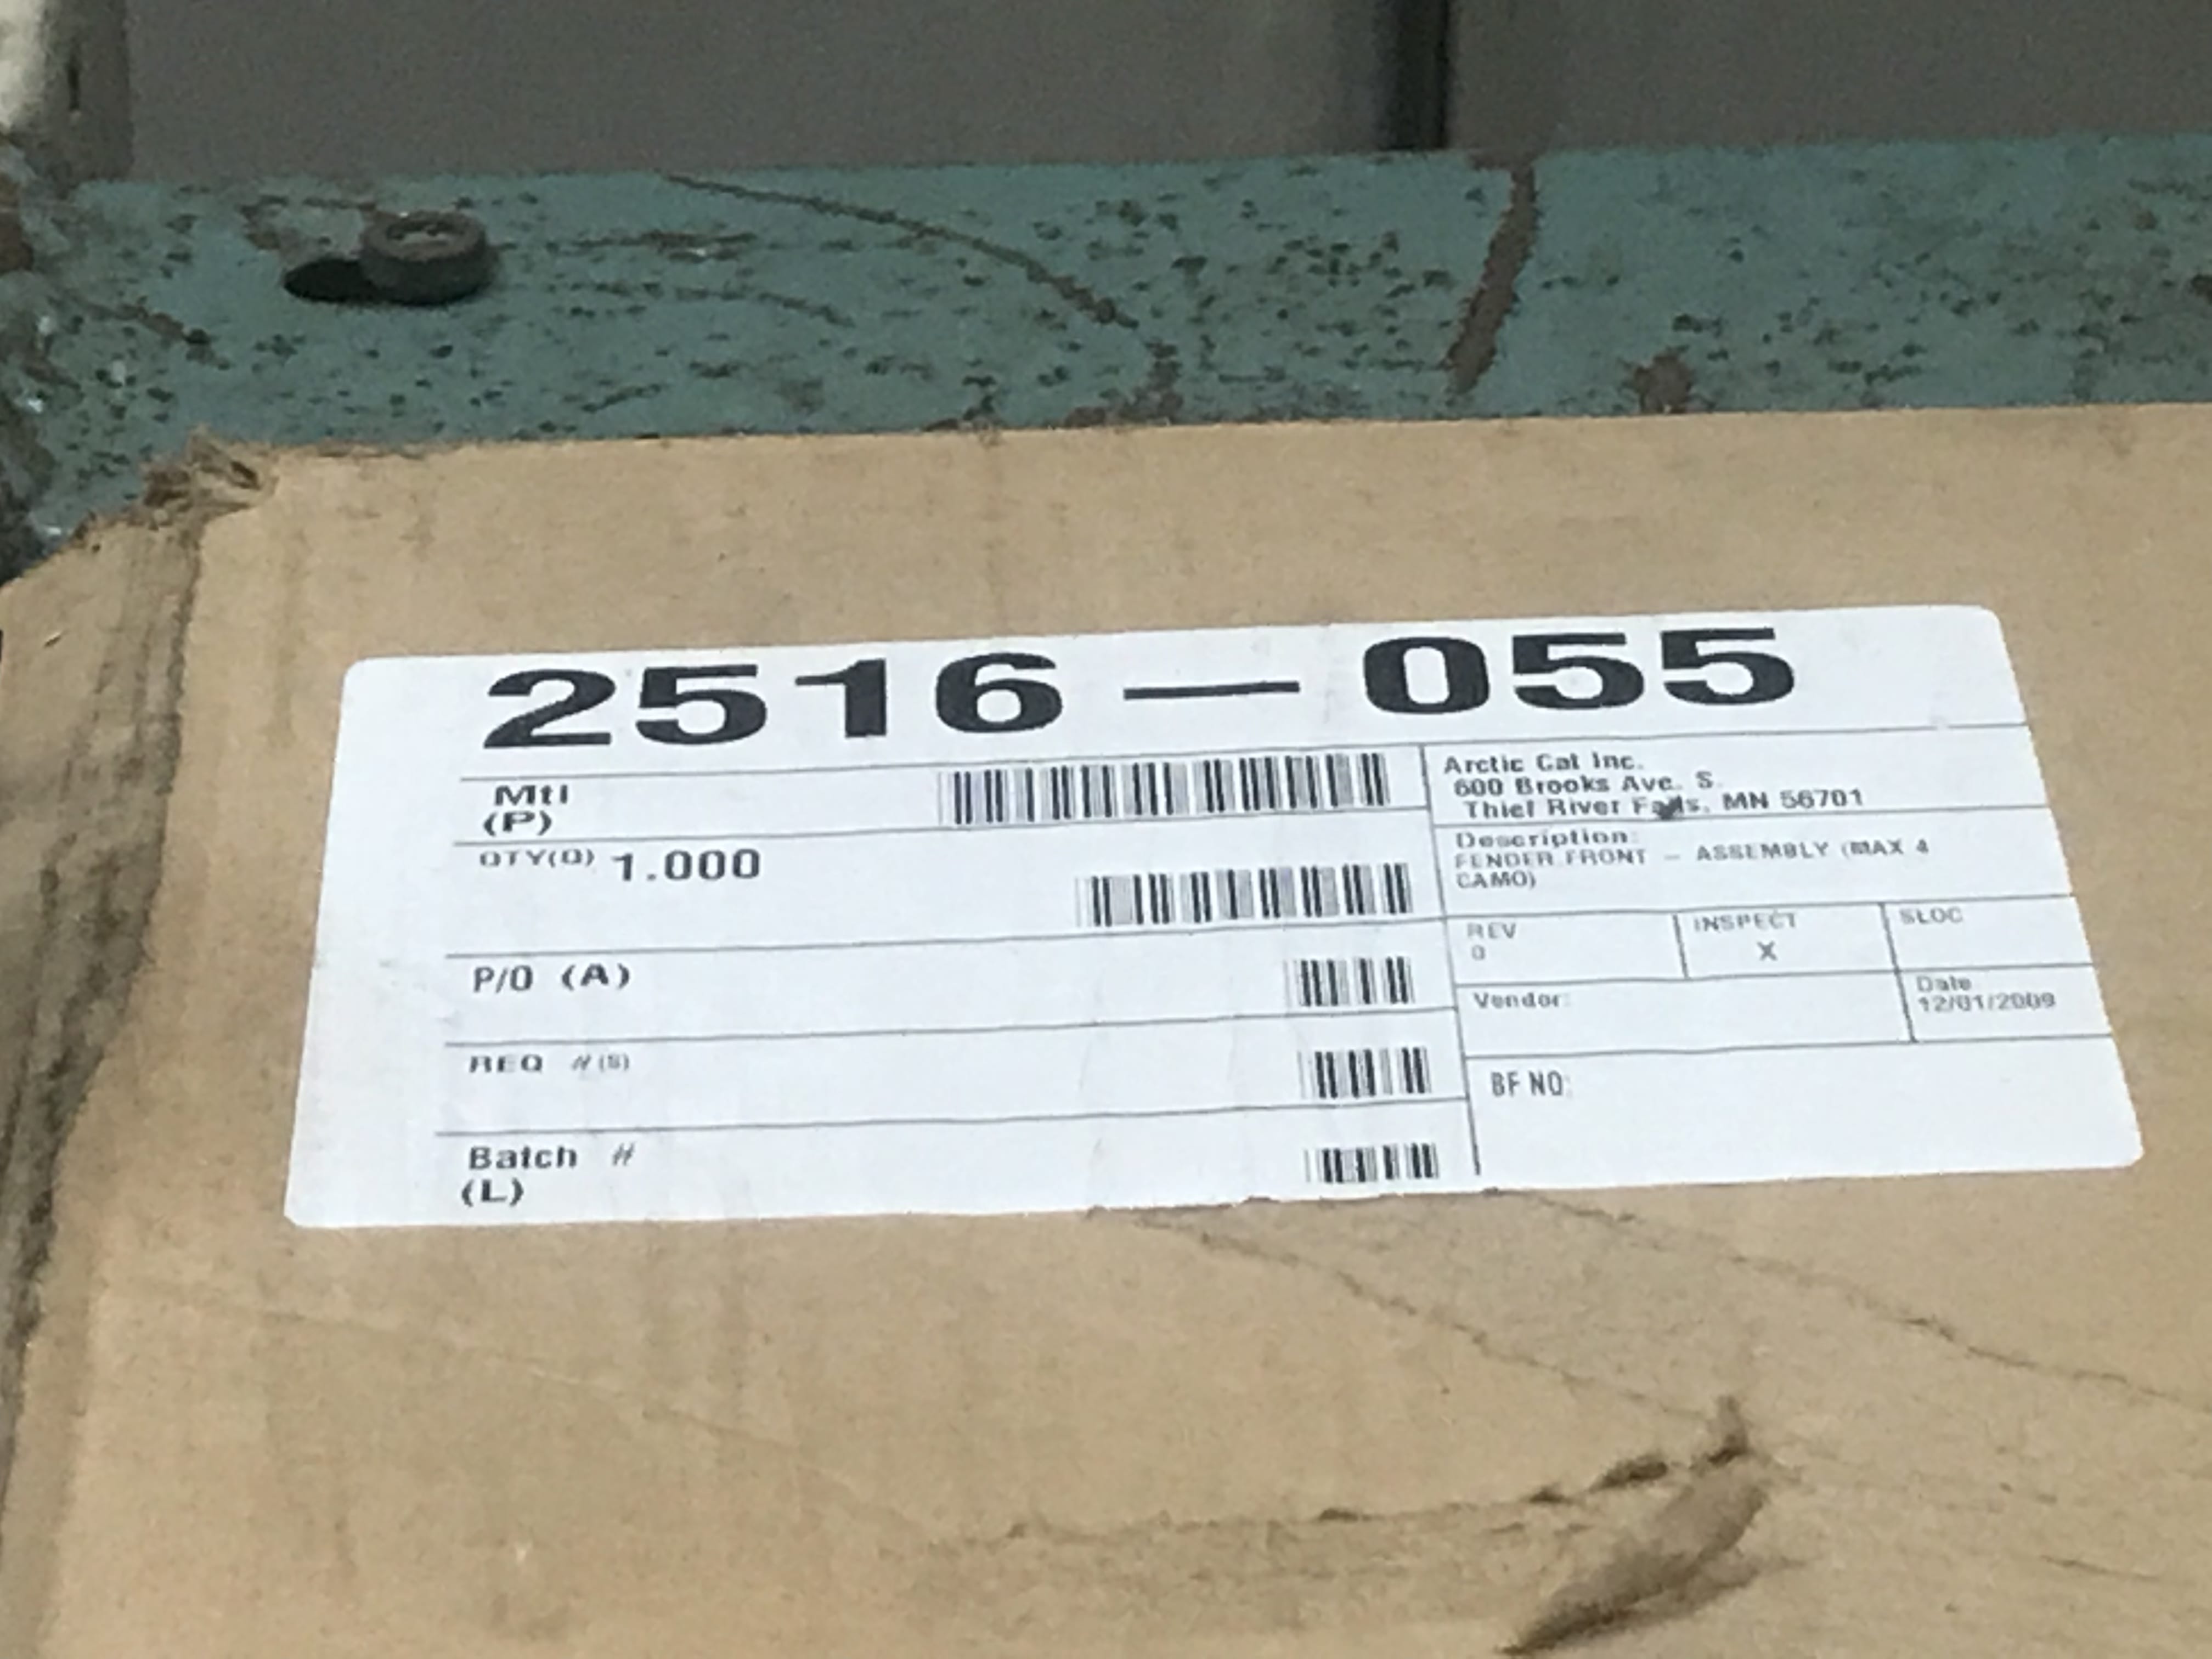 2516-055
Mtl
(P)
QTY(Q) 1.000
P/O (A)
REQ #(S)
Batch #
(L)
Arctic Cat Inc.
600 Brooks Ave. S.
Thief River Falls, MN 56701
Description:
FENDER FRONT - ASSEMBLY (MAX 4
CAMO)
REV
0
INSPECT
X
SLOC
Vendor:
Date
12/01/2009
BF NO: